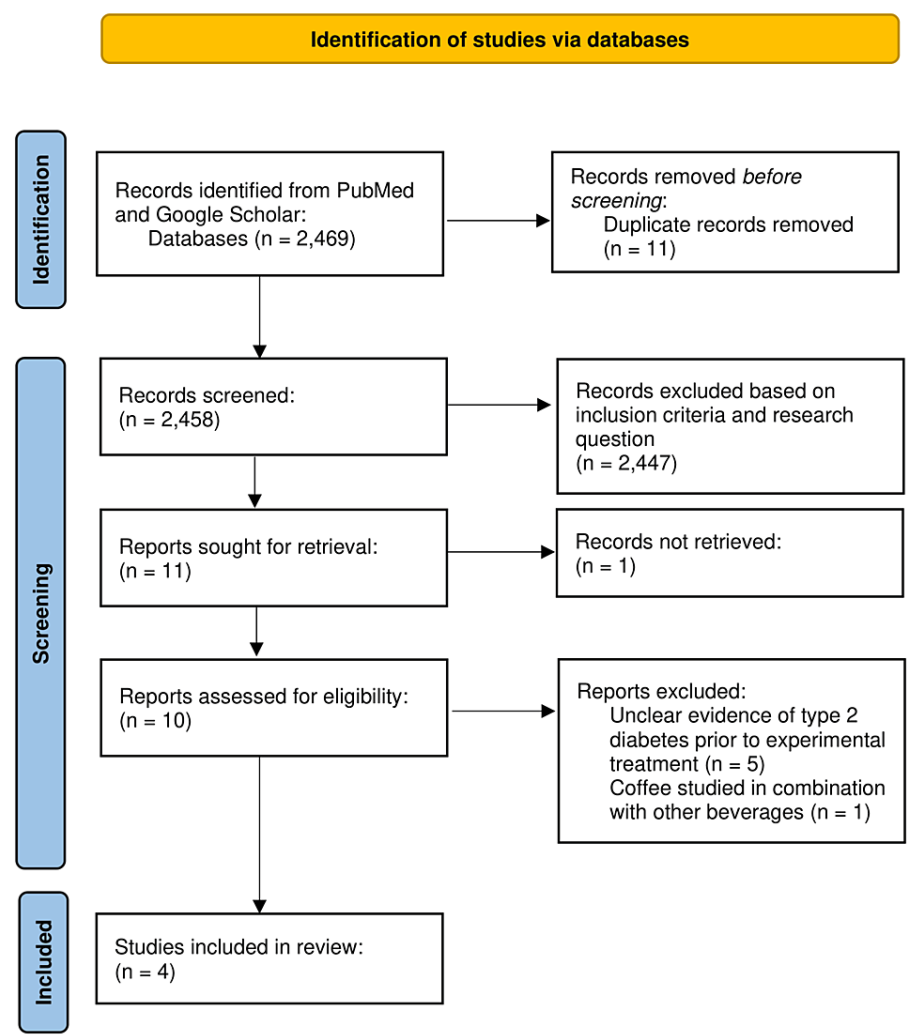 Identification of studies via databases
Identification
Records identified from PubMed
and Google Scholar:
Databases (n = 2,469)
Records removed before
screening:
Duplicate records removed
(n = 11)
Screening
Records screened:
(n = 2,458)
Records excluded based on
inclusion criteria and research
question
(n = 2,447)
Reports sought for retrieval:
(n = 11)
Records not retrieved:
(n = 1)
Reports assessed for eligibility:
(n = 10)
Reports excluded:
Unclear evidence of type 2
diabetes prior to experimental
treatment (n = 5)
Coffee studied in combination
with other beverages (n = 1)
Included
Studies included in review:
(n = 4)